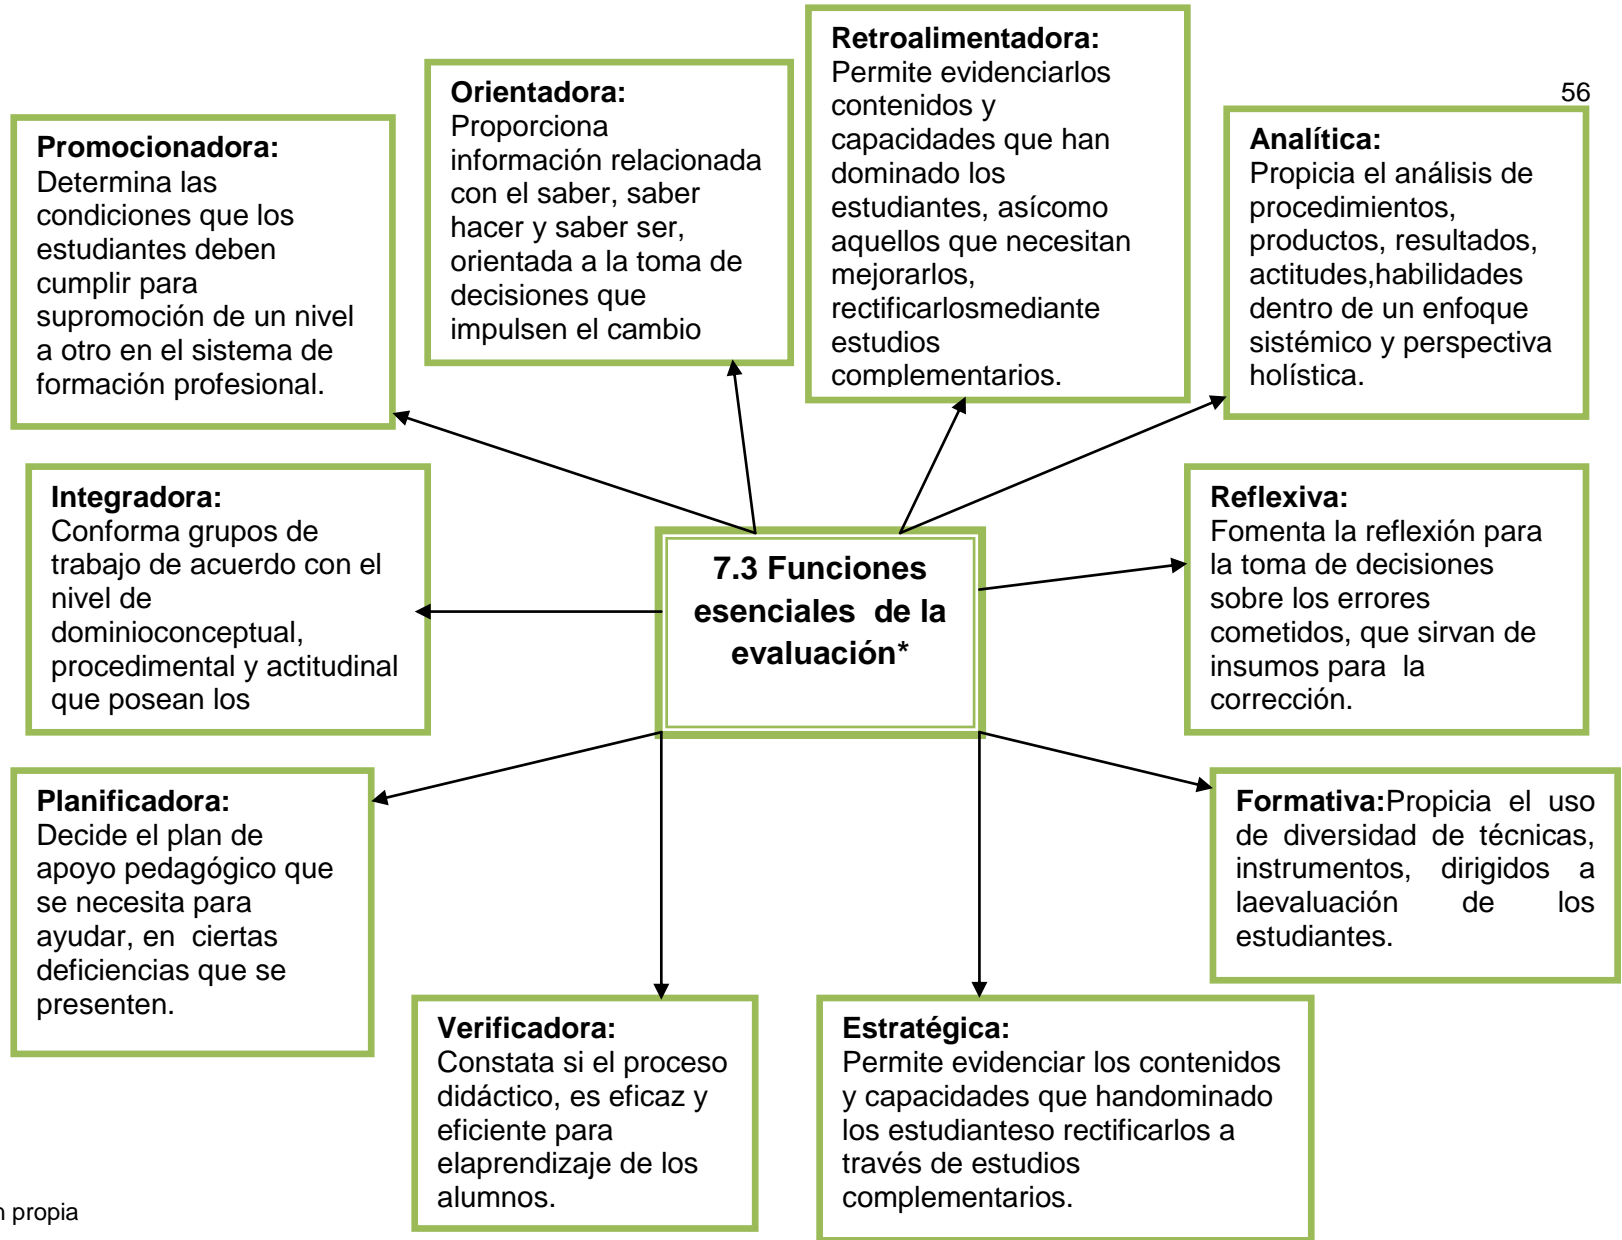 56
Promocionadora:
Determina las
condiciones que los
estudiantes deben
cumplir para
supromoción de un nivel
a otro en el sistema de
formación profesional.
Orientadora:
Proporciona
información relacionada
con el saber, saber
hacer y saber ser,
orientada a la toma de
decisiones que
impulsen el cambio
Retroalimentadora:
Permite evidenciarlos
contenidos y
capacidades que han
dominado los
estudiantes, asícomo
aquellos que necesitan
mejorarlos,
rectificarlosmediante
estudios
complementarios.
Analítica:
Propicia el análisis de
procedimientos,
productos, resultados,
actitudes,habilidades
dentro de un enfoque
sistémico y perspectiva
holística.
Integradora:
Conforma grupos de
trabajo de acuerdo con el
nivel de
dominioconceptual,
procedimental y actitudinal
que posean los
7.3 Funciones
esenciales  de la
evaluación*
Reflexiva:
Fomenta la reflexión para
la toma de decisiones
sobre los errores
cometidos, que sirvan de
insumos para  la
corrección.
Planificadora:
Decide el plan de
apoyo pedagógico que
se necesita para
ayudar, en  ciertas
deficiencias que se
presenten.
Formativa:Propicia el uso
de diversidad de técnicas,
instrumentos, dirigidos a
laevaluación de los
estudiantes.
Verificadora:
Constata si el proceso
didáctico, es eficaz y
eficiente para
elaprendizaje de los
alumnos.
Estratégica:
Permite evidenciar los contenidos
y capacidades que handominado
los estudianteso rectificarlos a
través de estudios
complementarios.
n propia